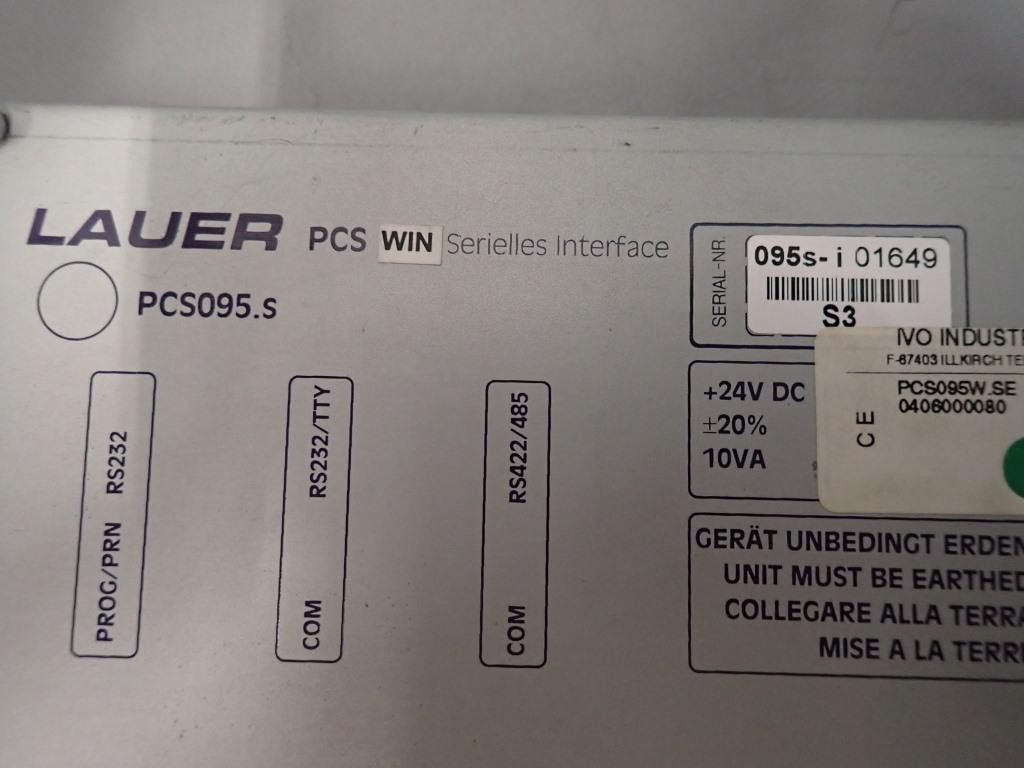 LAUER PCS WIN Serielles Interface
PCS095.S
PROG/PRN RS232
COM RS232/TTY
COM RS422/485
SERIAL-NR.
095s- i 01649
S3
IVO INDUST
F-67403 ILLKIRCH TE
PCS095W.SE
0406000080
CE
+24V DC
±20%
10VA
GERÄT UNBEDINGT ERDEN
UNIT MUST BE EARTHED
COLLEGARE ALLA TERRA
MISE A LA TERR